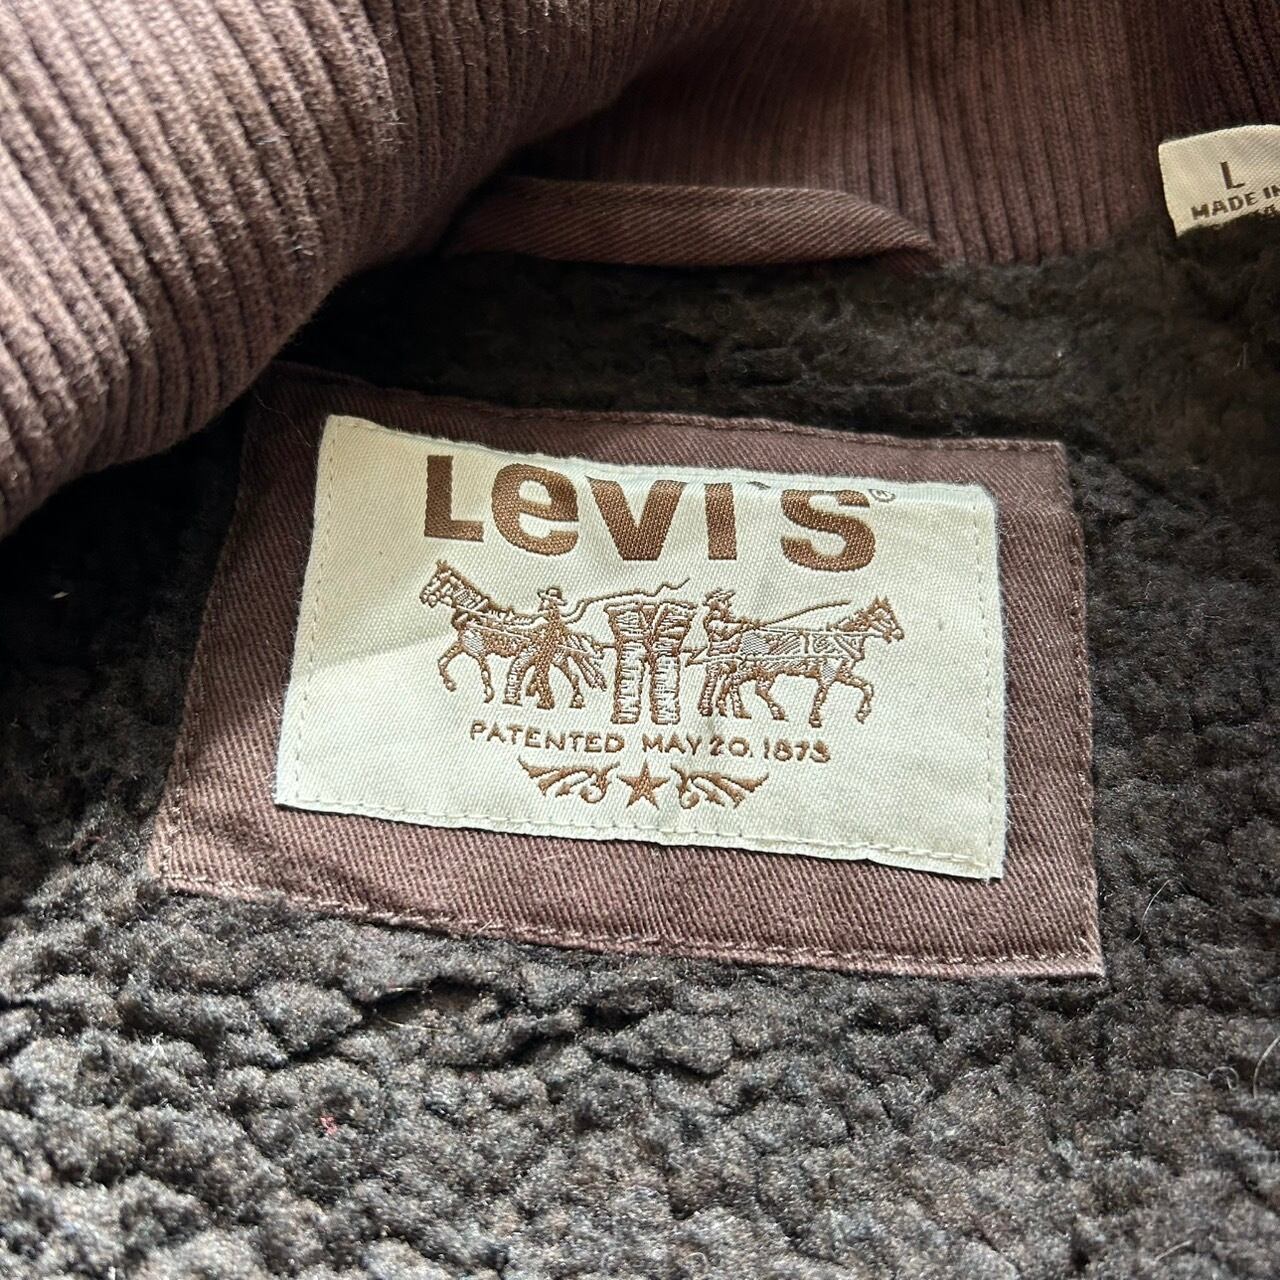 L
MADE IN
Levi's®
PATENTED MAY 20. 1873